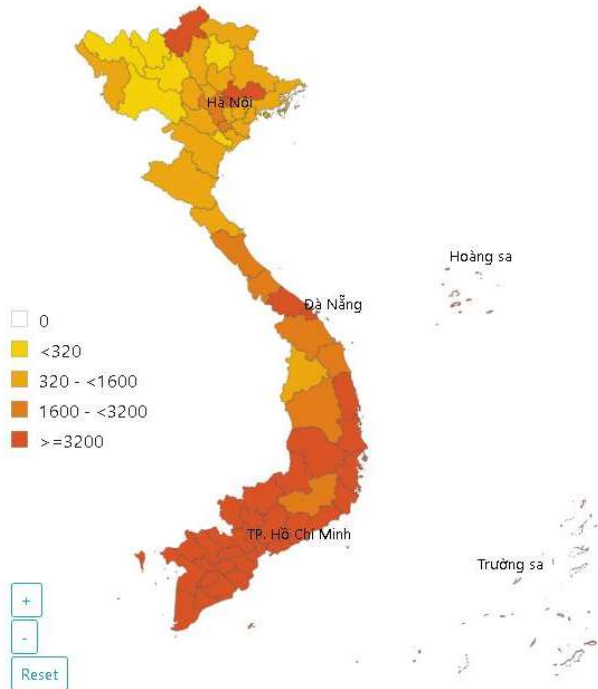 Hà Nội
Hoàng sa
Đà Nẵng
0
<320
320 - <1600
1600 - <3200
>=3200
TP. Hồ Chí Minh
Trường sa
+
-
Reset